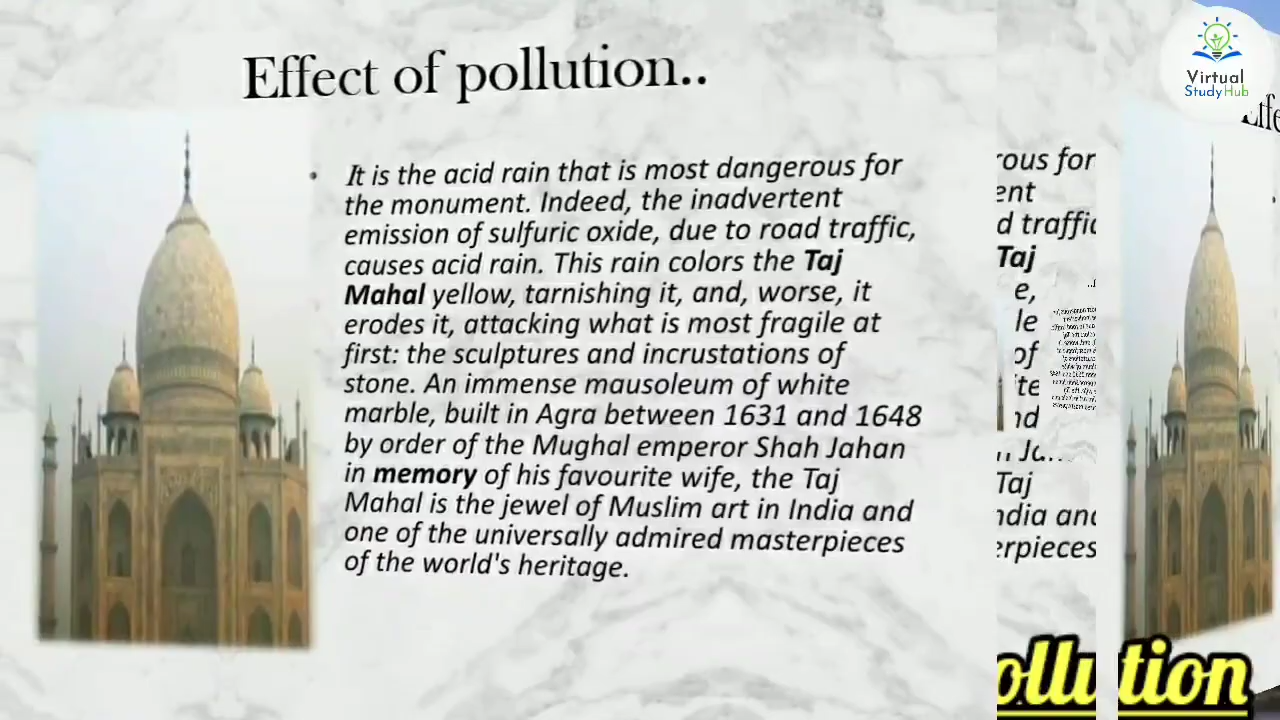 Effect of pollution..
• It is the acid rain that is most dangerous for
the monument. Indeed, the inadvertent
emission of sulfuric oxide, due to road traffic,
causes acid rain. This rain colors the Taj
Mahal yellow, tarnishing it, and, worse, it
erodes it, attacking what is most fragile at
first: the sculptures and incrustations of
stone. An immense mausoleum of white
marble, built in Agra between 1631 and 1648
by order of the Mughal emperor Shah Jahan
in memory of his favourite wife, the Taj
Mahal is the jewel of Muslim art in India and
one of the universally admired masterpieces
of the world's heritage.
Virtual
StudyHub
Effe
rous for
ent
d traffic
Taj
e,
le
of
ite
nd
Taj
ndia and
erpieces
ollution